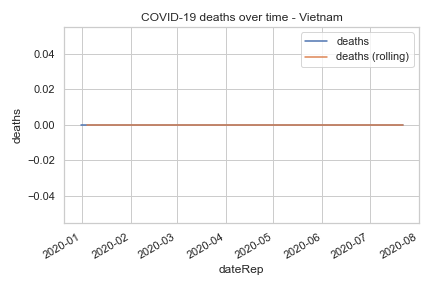 COVID-19 deaths over time - Vietnam
deaths
deaths (rolling)
0.04
0.02
0.00
−0.02
−0.04
deaths
2020-01
2020-02
2020-03
2020-04
2020-05
2020-06
2020-07
2020-08
dateRep